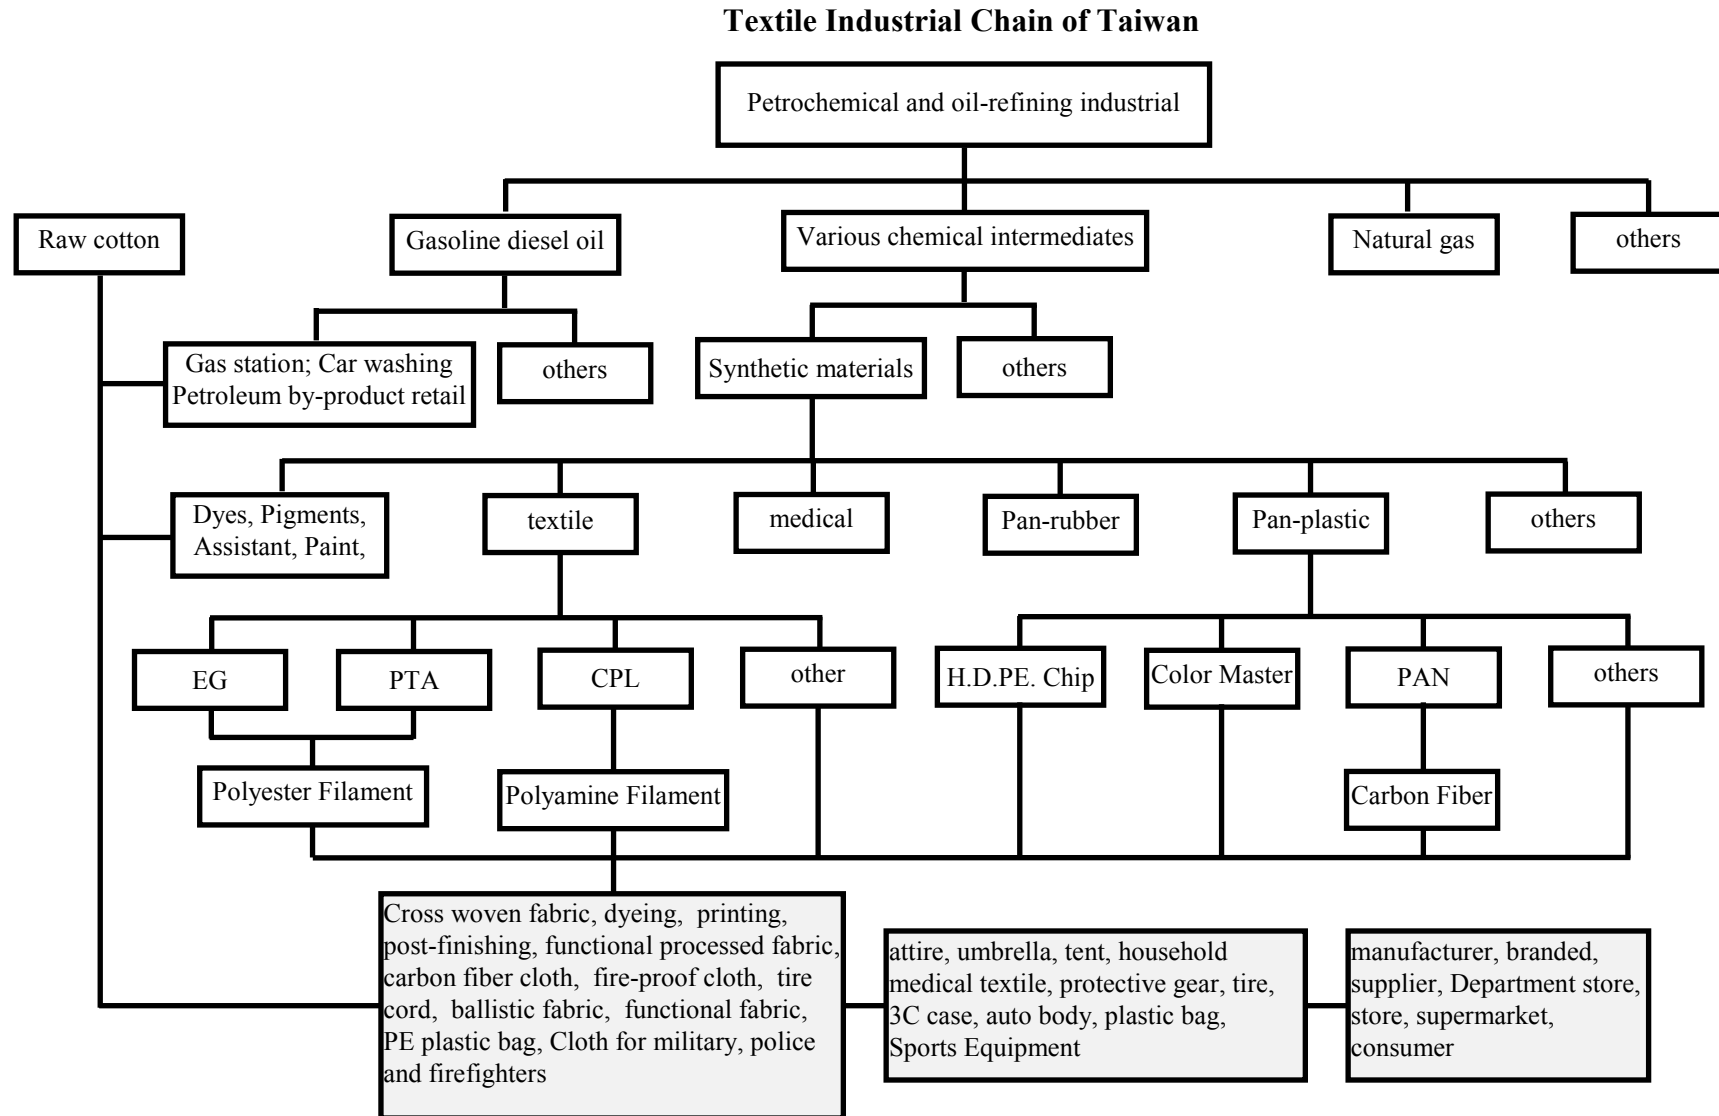 Textile Industrial Chain of Taiwan
Petrochemical and oil-refining industrial
Raw cotton
Gasoline diesel oil
Various chemical intermediates
Natural gas
others
Gas station; Car washing
Petroleum by-product retail
others
Synthetic materials
others
Dyes, Pigments,
Assistant, Paint,
textile
medical
Pan-rubber
Pan-plastic
others
EG
PTA
CPL
other
H.D.PE. Chip
Color Master
PAN
others
Polyester Filament
Polyamine Filament
Carbon Fiber
Cross woven fabric, dyeing, printing,
post-finishing, functional processed fabric,
carbon fiber cloth, fire-proof cloth, tire
cord, ballistic fabric, functional fabric,
PE plastic bag, Cloth for military, police
and firefighters
attire, umbrella, tent, household
medical textile, protective gear, tire,
3C case, auto body, plastic bag,
Sports Equipment
manufacturer, branded,
supplier, Department store,
store, supermarket,
consumer